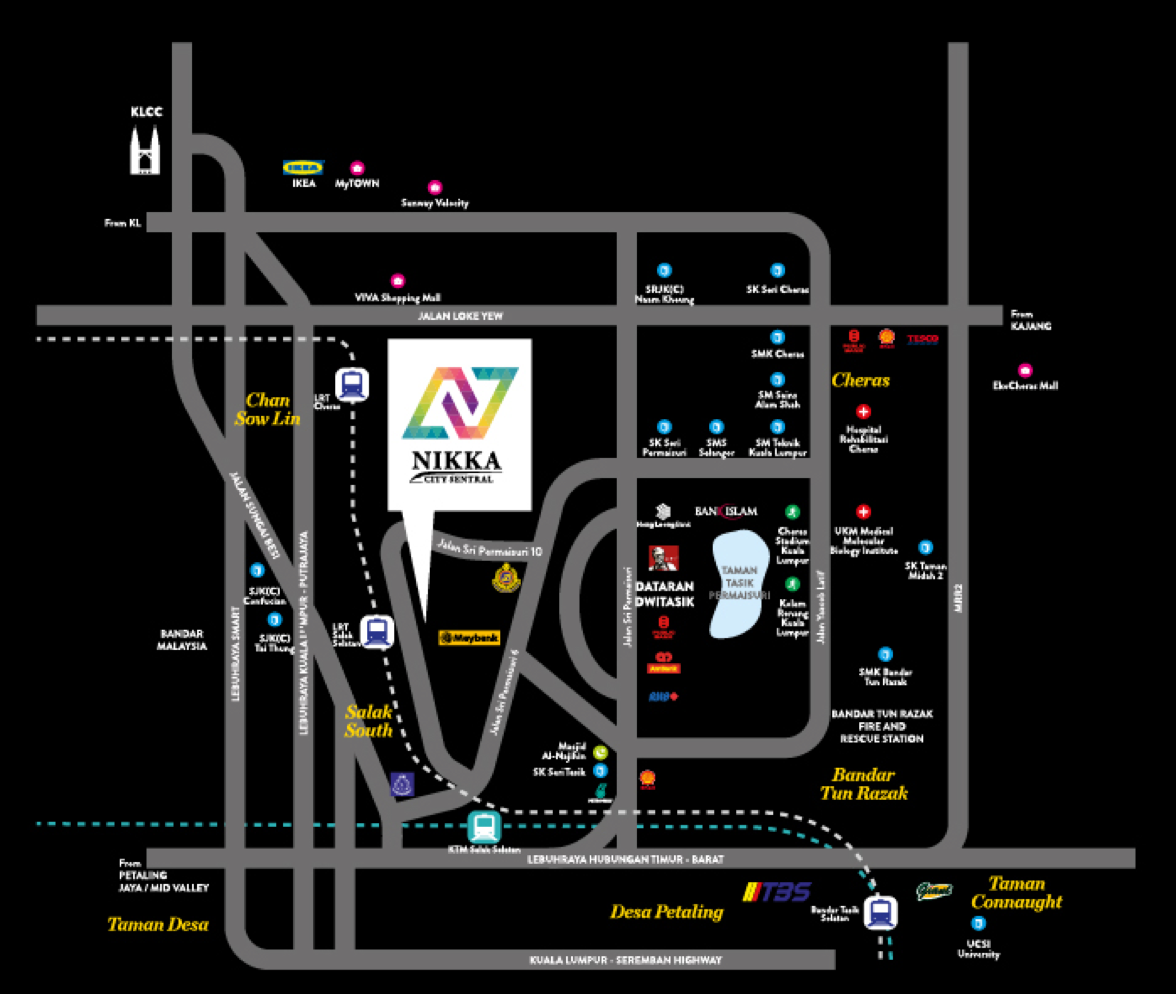 KLCC
IKEA
IKEA
MyTOWN
Sunway Velocity
From KL
VIVA Shopping Mall
SRJK(C)
Naam Kheung
SK Seri Cheras
JALAN LOKE YEW
From
KAJANG
SMK Cheras
TESCO
EkoCheras Mall
Cheras
SM Sains
Alam Shah
Chan
Sow Lin
LRT
Cheras
NIKKA
CITY SENTRAL
SK Seri
Permaisuri
SMS
Selangor
SM Teknik
Kuala Lumpur
Hospital
Rehabilitasi
Cheras
JALAN SUNGAI BESI
HongLeong Bank
BANK ISLAM
Cheras
Stadium
Kuala
Lumpur
UKM Medical
Molecular
Biology Institute
SK Taman
Midah 2
Jalan Sri Permaisuri 10
DATARAN
DWITASIK
TAMAN
TASIK
PERMAISURI
Kolam
Renang
Kuala
Lumpur
Jalan Sri Permaisuri
Jalan Yaacob Latif
MRR2
SJK(C)
Confucian
SJK(C)
Tai Thung
BANDAR
MALAYSIA
LEBUHRAYA SMART
LEBUHRAYA KUALA LUMPUR - PUTRAJAYA
LRT
Salak
Selatan
Maybank
AmBank
RHB
Jalan Sri Permaisuri 6
SMK Bandar
Tun Razak
Salak
South
BANDAR TUN RAZAK
FIRE AND
RESCUE STATION
Masjid
Al-Najihin
SK Seri Tasik
PETRONAS
Bandar
Tun Razak
KTM Salak Selatan
LEBUHRAYA HUBUNGAN TIMUR - BARAT
From
PETALING
JAYA / MID VALLEY
Taman Desa
Desa Petaling
TBS
Bandar Tasik
Selatan
Giant
Taman
Connaught
UCSI
University
KUALA LUMPUR - SEREMBAN HIGHWAY